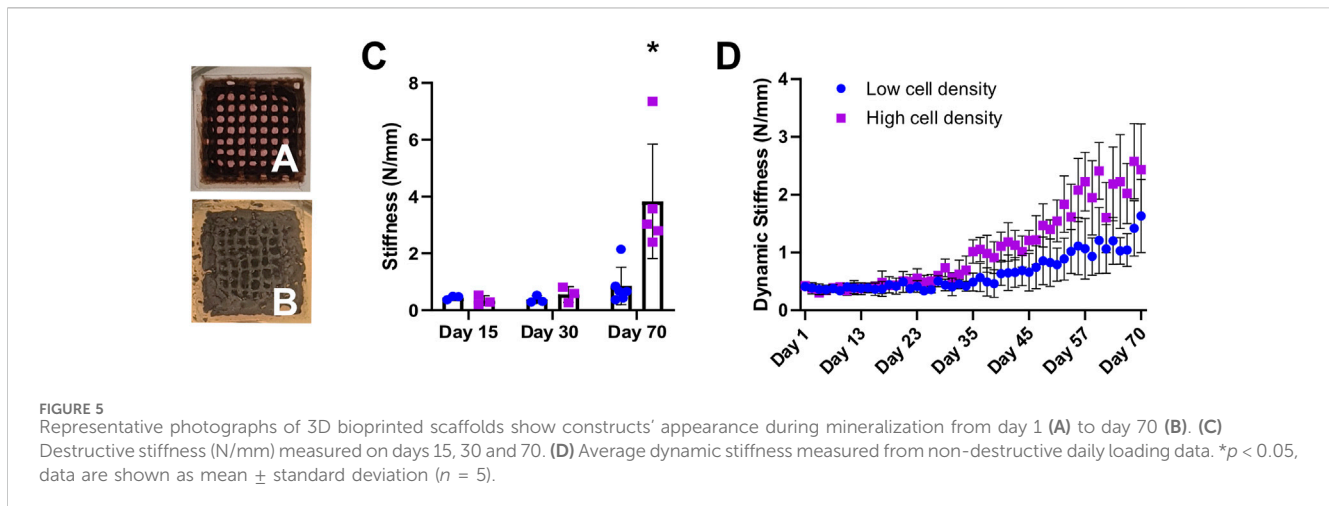 A
B
C
*
Stiffness (N/mm)
8
6
4
2
0
Day 15 Day 30 Day 70
D
Dynamic Stiffness (N/mm)
4
3
2
1
0
Low cell density
High cell density
Day 1 Day 13 Day 23 Day 35 Day 45 Day 57 Day 70
FIGURE 5
Representative photographs of 3D bioprinted scaffolds show constructs’ appearance during mineralization from day 1 (A) to day 70 (B). (C)
Destructive stiffness (N/mm) measured on days 15, 30 and 70. (D) Average dynamic stiffness measured from non-destructive daily loading data. *p < 0.05,
data are shown as mean ± standard deviation (n = 5).